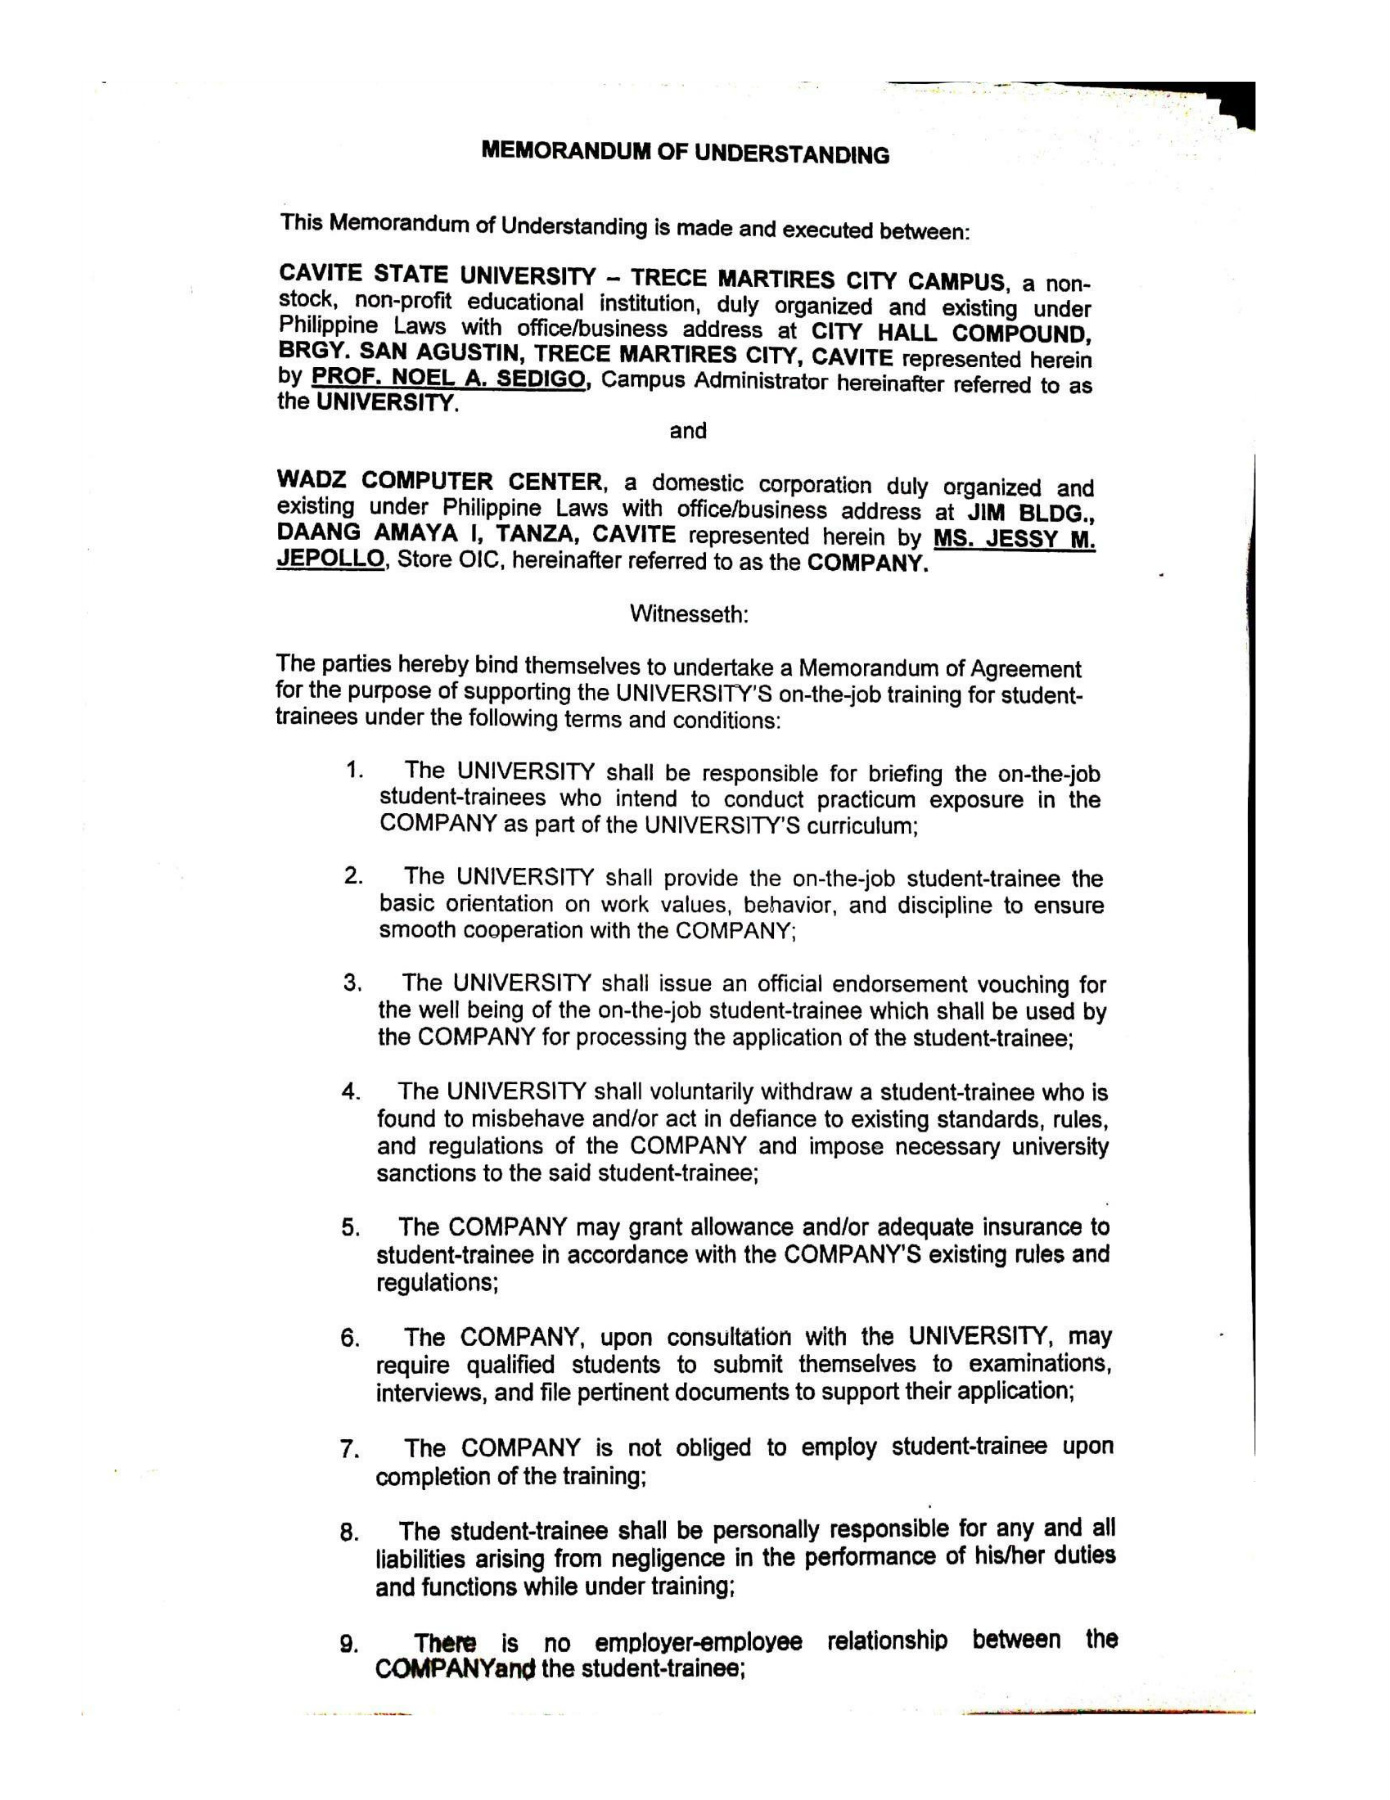 MEMORANDUM OF UNDERSTANDING
This Memorandum of Understanding is made and executed between:
CAVITE STATE UNIVERSITY – TRECE MARTIRES CITY CAMPUS, a non-
stock, non-profit educational institution, duly organized and existing under
Philippine Laws with office/business address at CITY HALL COMPOUND,
BRGY. SAN AGUSTIN, TRECE MARTIRES CITY, CAVITE represented herein
by PROF. NOEL A. SEDIGO, Campus Administrator hereinafter referred to as
the UNIVERSITY.
and
WADZ COMPUTER CENTER, a domestic corporation duly organized and
existing under Philippine Laws with office/business address at JIM BLDG.,
DAANG AMAYA I, TANZA, CAVITE represented herein by MS. JESSY M.
JEPOLLO, Store OIC, hereinafter referred to as the COMPANY.
Witnesseth:
The parties hereby bind themselves to undertake a Memorandum of Agreement
for the purpose of supporting the UNIVERSITY'S on-the-job training for student-
trainees under the following terms and conditions:
1. The UNIVERSITY shall be responsible for briefing the on-the-job
student-trainees who intend to conduct practicum exposure in the
COMPANY as part of the UNIVERSITY'S curriculum;
2. The UNIVERSITY shall provide the on-the-job student-trainee the
basic orientation on work values, behavior, and discipline to ensure
smooth cooperation with the COMPANY;
3. The UNIVERSITY shall issue an official endorsement vouching for
the well being of the on-the-job student-trainee which shall be used by
the COMPANY for processing the application of the student-trainee;
4. The UNIVERSITY shall voluntarily withdraw a student-trainee who is
found to misbehave and/or act in defiance to existing standards, rules,
and regulations of the COMPANY and impose necessary university
sanctions to the said student-trainee;
5. The COMPANY may grant allowance and/or adequate insurance to
student-trainee in accordance with the COMPANY'S existing rules and
regulations;
6. The COMPANY, upon consultation with the UNIVERSITY, may
require qualified students to submit themselves to examinations,
interviews, and file pertinent documents to support their application;
7. The COMPANY is not obliged to employ student-trainee upon
completion of the training;
8. The student-trainee shall be personally responsible for any and all
liabilities arising from negligence in the performance of his/her duties
and functions while under training;
9. There is no employer-employee relationship between the
COMPANYand the student-trainee;